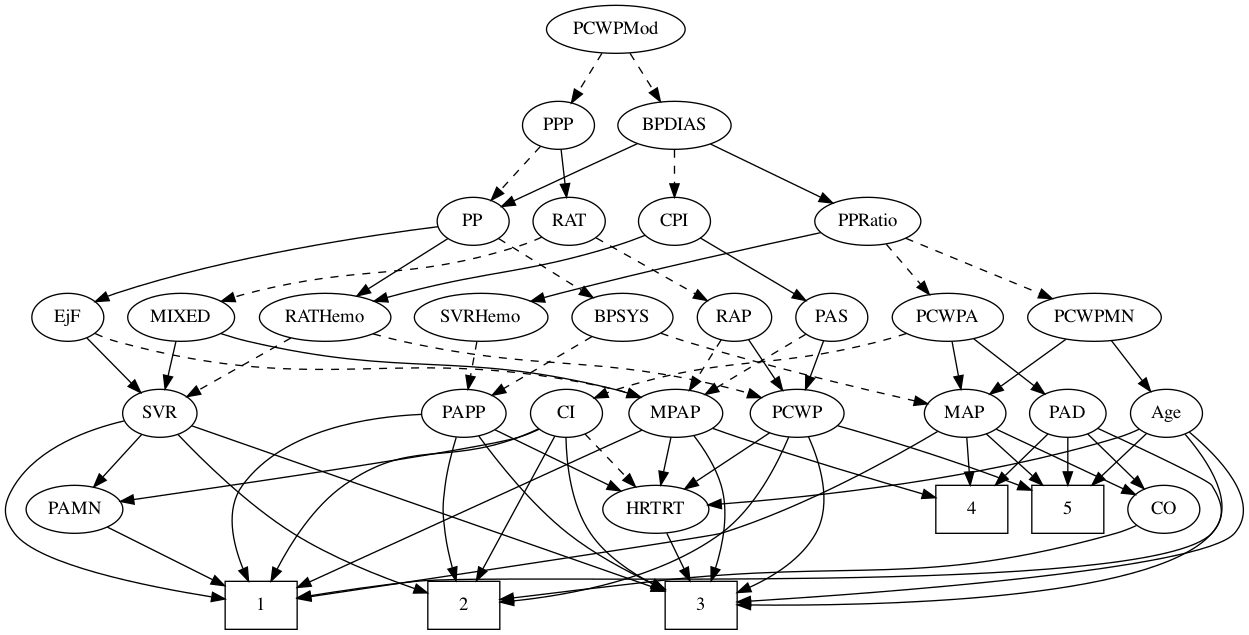 PCWPMod
PPP
BPDIAS
PP
RAT
CPI
PPRatio
EjF
MIXED
RATHemo
SVRHemo
BPSYS
RAP
PAS
PCWPA
PCWPMN
SVR
PAPP
CI
MPAP
PCWP
MAP
PAD
Age
PAMN
HRTRT
4
5
CO
1
2
3